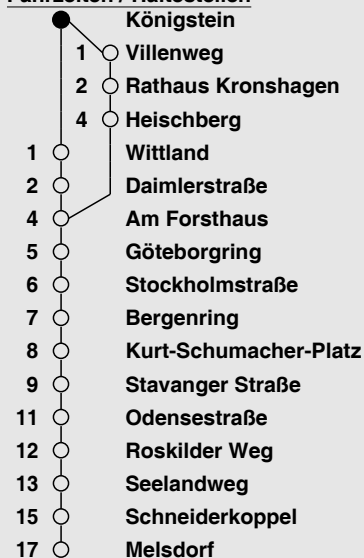 Fahrzeiten / Haltestellen
Königstein
1 Villenweg
2 Rathaus Kronshagen
4 Heischberg
1 Wittland
2 Daimlerstraße
4 Am Forsthaus
5 Göteborgring
6 Stockholmstraße
7 Bergenring
8 Kurt-Schumacher-Platz
9 Stavanger Straße
11 Odensestraße
12 Roskilder Weg
13 Seelandweg
15 Schneiderkoppel
17 Melsdorf